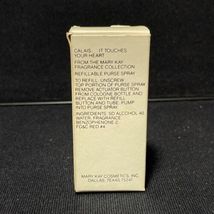 CALAIS . . . IT TOUCHES
YOUR HEART
FROM THE MARY KAY
FRAGRANCE COLLECTION
REFILLABLE PURSE SPRAY
TO REFILL: UNSCREW
TOP PORTION OF PURSE SPRAY.
REMOVE ACTUATOR BUTTON
FROM COLOGNE BOTTLE AND
REPLACE WITH REFILL
BUTTON AND TUBE. PUMP
INTO PURSE SPRAY.
INGREDIENTS: SD ALCOHOL 40,
WATER, FRAGRANCE,
BENZOPHENONE-2,
FD&C RED #4.
MARY KAY COSMETICS, INC.
DALLAS, TEXAS 75247